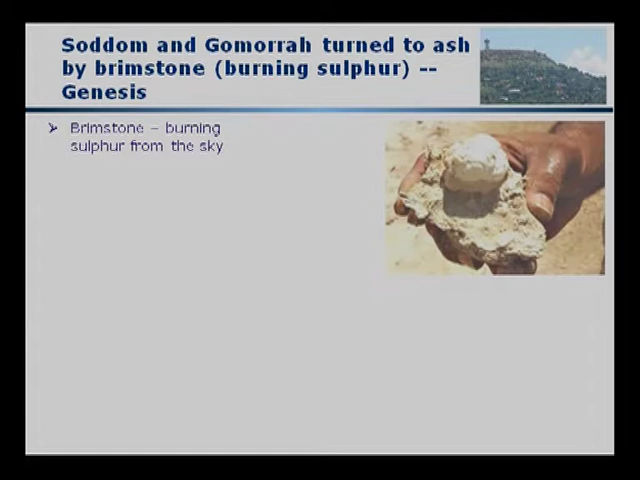 Soddom and Gomorrah turned to ash
by brimstone (burning sulphur) --
Genesis
Brimstone – burning
sulphur from the sky